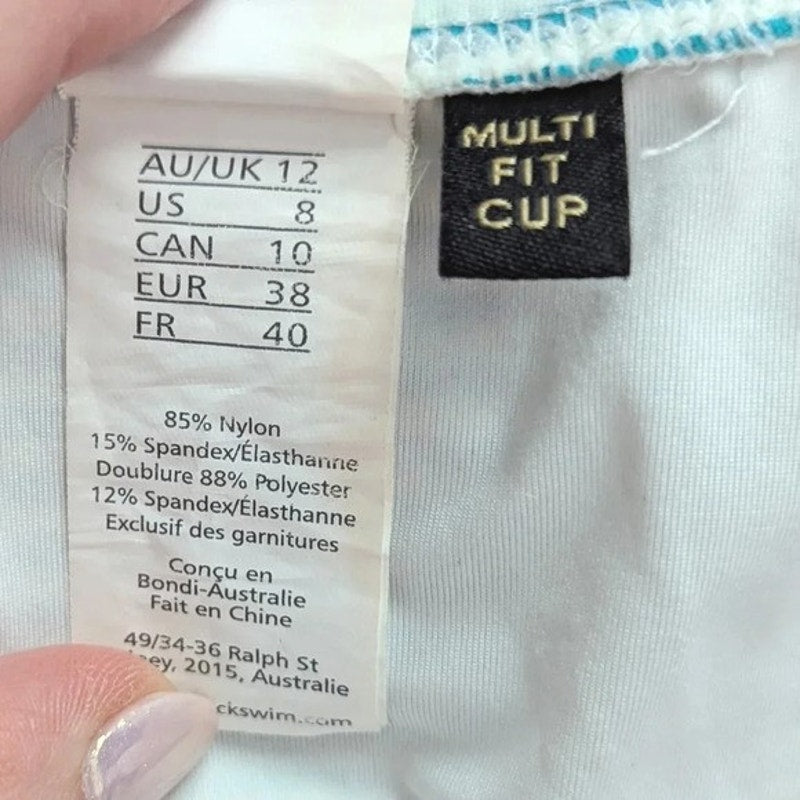 AU/UK 12
US 8
CAN 10
EUR 38
FR 40
85% Nylon
15% Spandex/Élasthanne
Doublure 88% Polyester
12% Spandex/Élasthanne
Exclusif des garnitures
Conçu en
Bondi-Australie
Fait en Chine
49/34-36 Ralph St
2015, Australie
MULTI
FIT
CUP